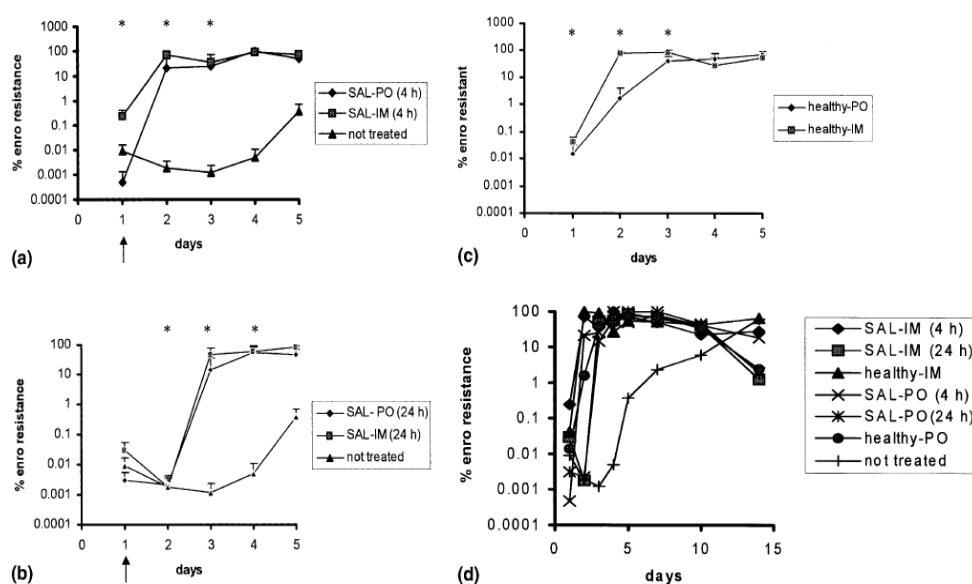 * * *
1000
100
10
1
0.1
0.01
0.001
0.0001
% enro resistance
0 1 2 3 4 5
days
SAL-PO (4 h)
SAL-IM (4 h)
not treated
(a)
* * *
1000
100
10
1
0.1
0.01
0.001
0.0001
% enro resistant
0 1 2 3 4 5
days
healthy-PO
healthy-IM
(c)
* * *
100
10
1
0.1
0.01
0.001
0.0001
% enro resistance
0 1 2 3 4 5
days
SAL- PO (24 h)
SAL-IM (24 h)
not treated
(b)
100
10
1
0.1
0.01
0.001
0.0001
% enro resistance
0 5 10 15
days
SAL-IM (4 h)
SAL-IM (24 h)
healthy-IM
SAL-PO (4 h)
SAL-PO(24 h)
healthy-PO
not treated
(d)